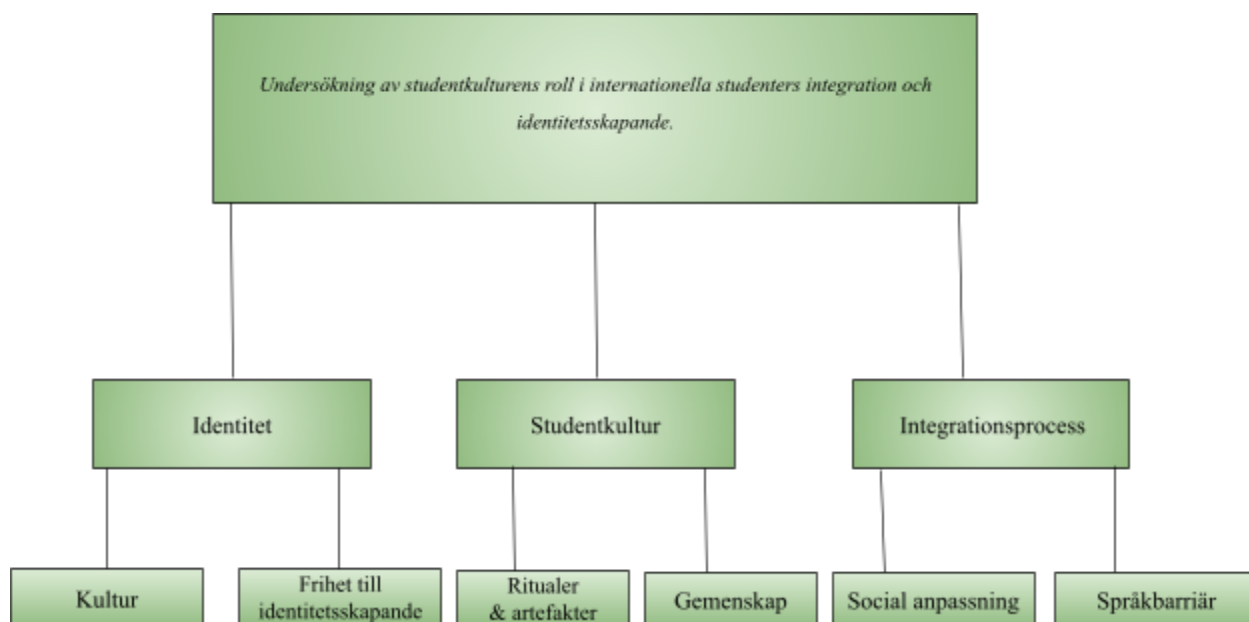 Undersökning av studentkulturens roll i internationella studenters integration och
identitetsskapande.
Identitet
Studentkultur
Integrationsprocess
Kultur
Frihet till
identitetsskapande
Ritualer
& artefakter
Gemenskap
Social anpassning
Språkbarriär